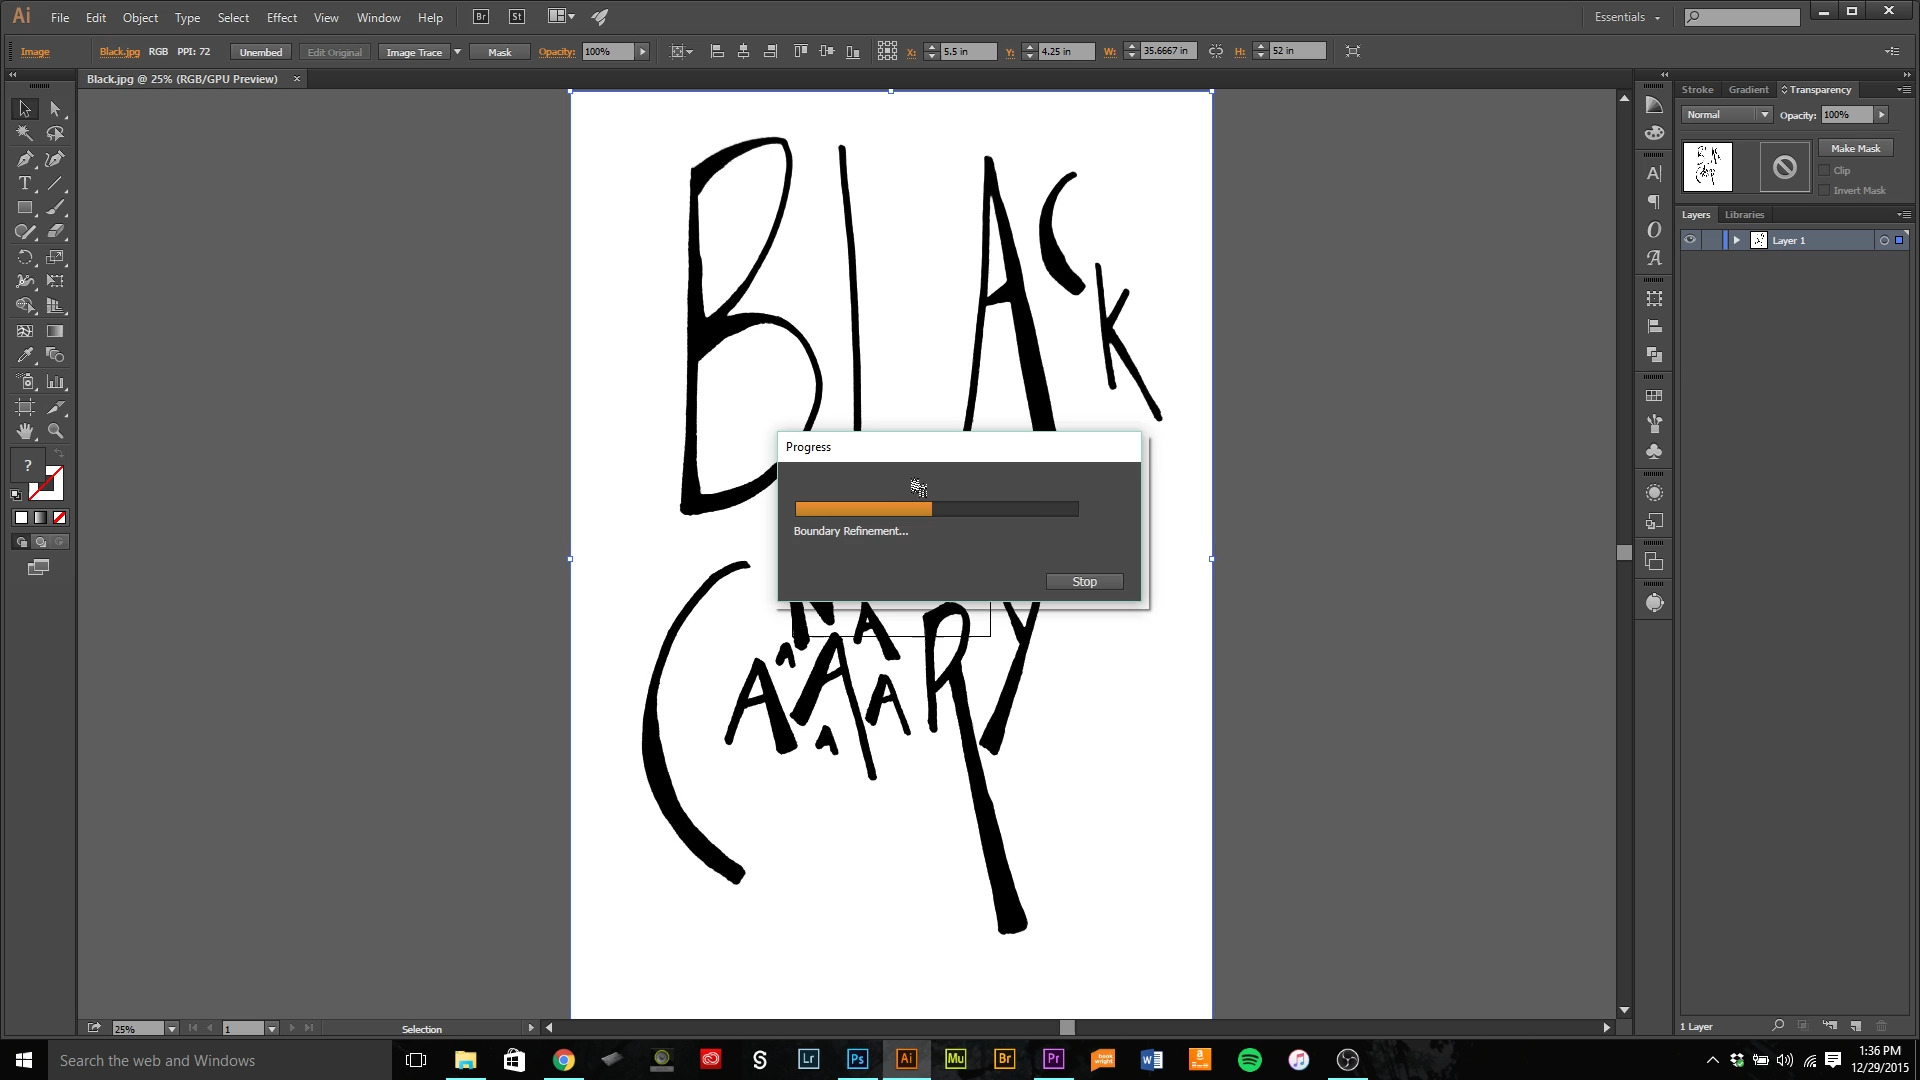 Ai File Edit Object Type Select Effect View Window Help Br St Essentials
Image Black.jpg RGB PPI: 72 Unembed Edit Original Image Trace Mask Opacity: 100% X: 5.5 in Y: 4.25 in W: 35.6667 in H: 52 in
Black.jpg @ 25% (RGB/GPU Preview)
Stroke Gradient Transparency
Normal Opacity: 100%
Make Mask
Clip
Invert Mask
Layers Libraries
Layer 1
BlACK
Progress
Boundary Refinement...
Stop
CANAAAARY
25% 1 Selection
1 Layer
Search the web and Windows
Lr Ps Ai Mu Br Pr
1:36 PM
12/29/2015